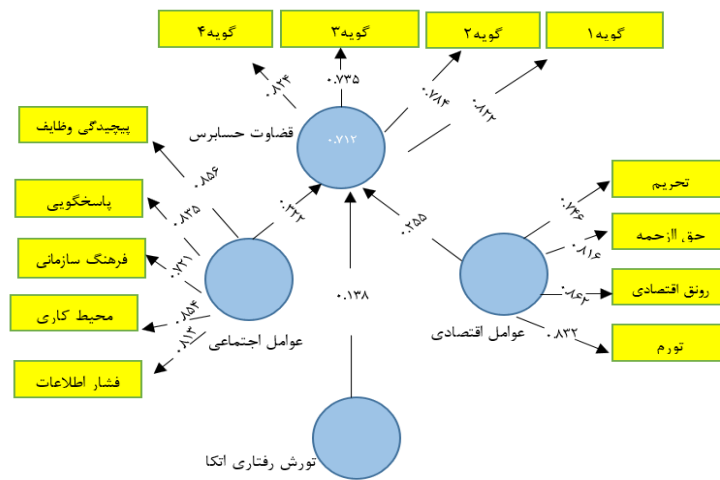 گویه۱
گویه۲
گویه۳
گویه۴
۰.۸۲۲
۰.۷۸۴
۰.۷۳۵
۰.۸۲۴
قضاوت حسابرس
۰.۷۱۲
پیچیدگی وظایف
پاسخگویی
فرهنگ سازمانی
محیط کاری
فشار اطلاعات
۰.۸۵۶
۰.۸۳۵
۰.۷۲۱
۰.۸۵۴
۰.۸۱۳
عوامل اجتماعی
۰.۳۲۲
۰.۱۳۸
۰.۲۵۵
تحریم
حق اازحمه
رونق اقتصادی
تورم
۰.۷۴۶
۰.۸۱۶
۰.۸۶۲
۰.۸۳۲
عوامل اقتصادی
تورش رفتاری اتکا